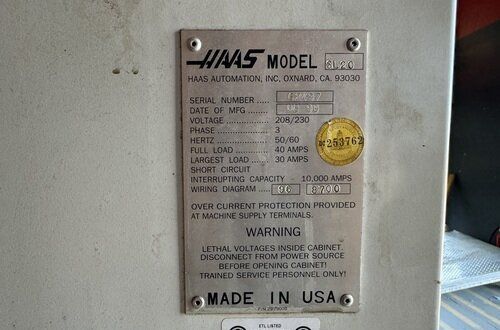 HAAS MODEL SL20
HAAS AUTOMATION, INC, OXNARD, CA. 93030
SERIAL NUMBER .....
DATE OF MFG ........
VOLTAGE ............. 208/230
PHASE ................. 3
HERTZ ................. 50/60
FULL LOAD .......... 40 AMPS
LARGEST LOAD .... 30 AMPS
SHORT CIRCUIT
INTERRUPTING CAPACITY - 10,000 AMPS
WIRING DIAGRAM ..... 96 8700
253762
OVER CURRENT PROTECTION PROVIDED
AT MACHINE SUPPLY TERMINALS.
WARNING
LETHAL VOLTAGES INSIDE CABINET.
DISCONNECT FROM POWER SOURCE
BEFORE OPENING CABINET!
TRAINED SERVICE PERSONNEL ONLY!
MADE IN USA
ETL LISTED